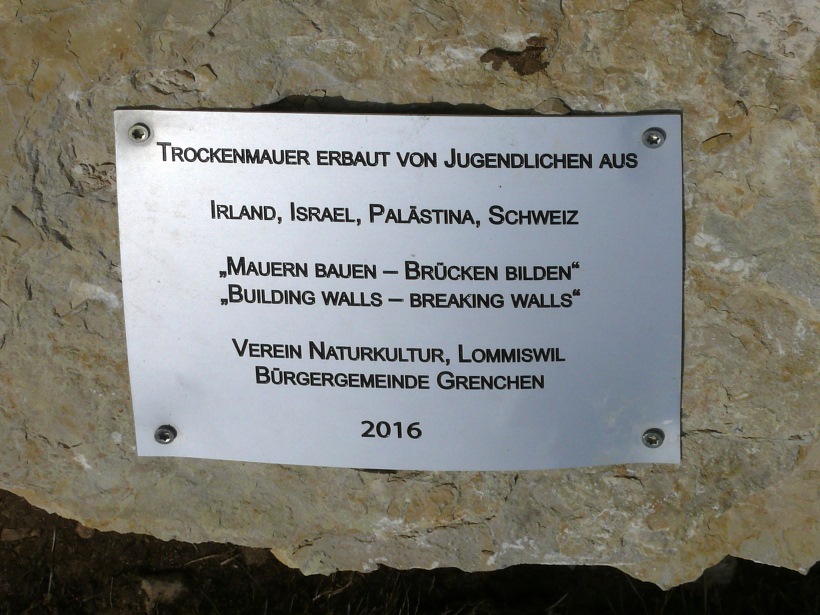 Trockenmauer erbaut von Jugendlichen aus
Irland, Israel, Palästina, Schweiz
„Mauern bauen – Brücken bilden“
„Building walls – breaking walls“
Verein Naturkultur, Lommiswil
Bürgergemeinde Grenchen
2016